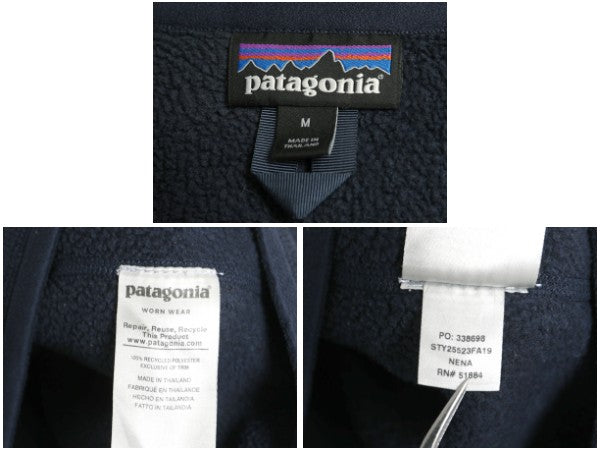 patagonia®
M
MADE IN
THAILAND
patagonia®
WORN WEAR
Repair, Reuse, Recycle
This Product
www.patagonia.com
100% RECYCLED POLYESTER
EXCLUSIVE OF TRIM
MADE IN THAILAND
FABRIQUÉ EN THAÏLANDE
HECHO EN TAILANDIA
FATTO IN TAILANDIA
PO: 338698
STY25523FA19
NENA
RN# 51884